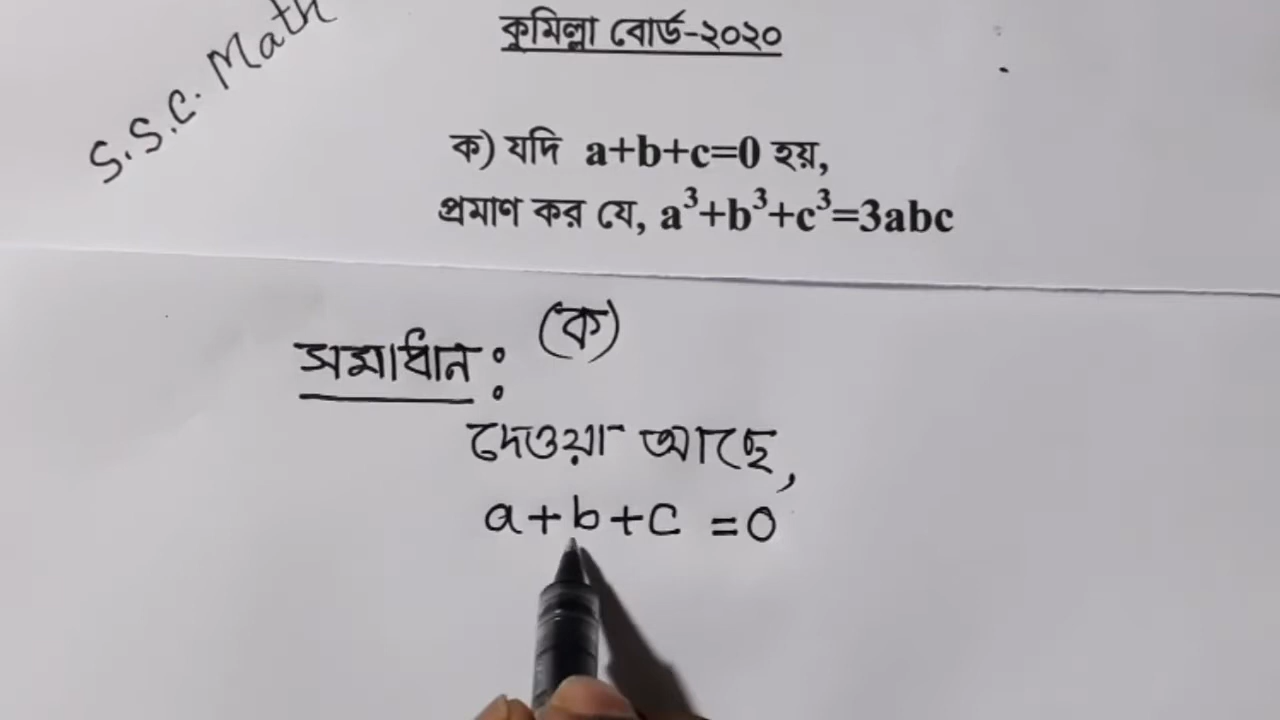 S.S.C. Math
কুমিল্লা বোর্ড-২০২০
ক) যদি a+b+c=0 হয়,
প্রমাণ কর যে, a³+b³+c³=3abc
সমাধান : (ক)
দেওয়া আছে,
a+b+c =0